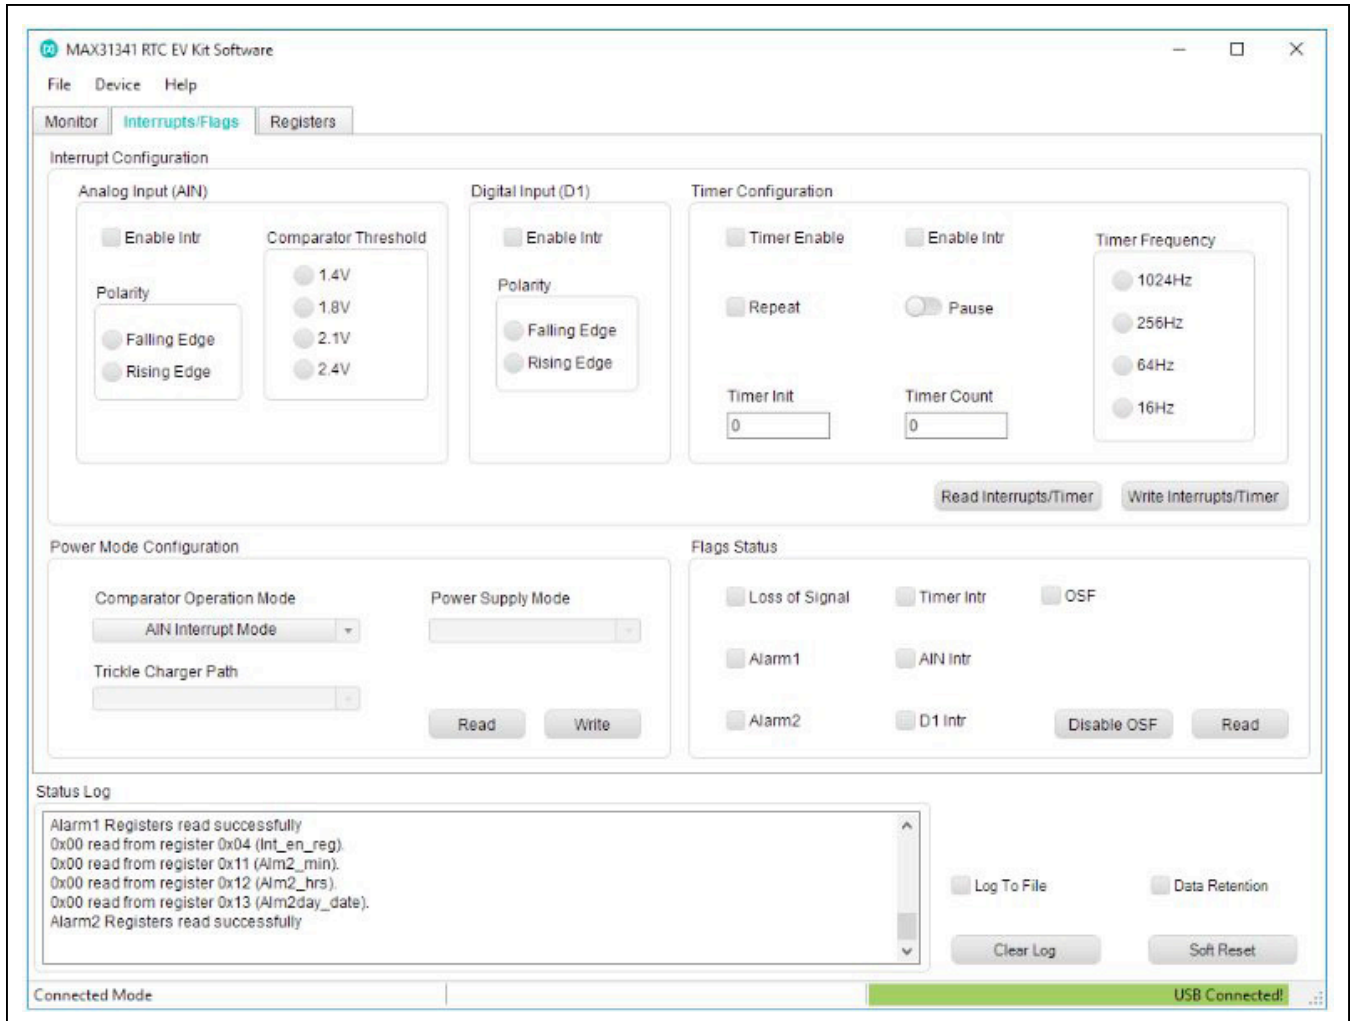 MAX31341 RTC EV Kit Software
File Device Help
Monitor Interrupts/Flags Registers
Interrupt Configuration
Analog Input (AIN)
Enable Intr
Comparator Threshold
1.4V
1.8V
2.1V
2.4V
Polarity
Falling Edge
Rising Edge
Digital Input (D1)
Enable Intr
Polarity
Falling Edge
Rising Edge
Timer Configuration
Timer Enable
Enable Intr
Repeat
Pause
Timer Init
0
Timer Count
0
Timer Frequency
1024Hz
256Hz
64Hz
16Hz
Read Interrupts/Timer
Write Interrupts/Timer
Power Mode Configuration
Comparator Operation Mode
AIN Interrupt Mode
Power Supply Mode
Trickle Charger Path
Read
Write
Flags Status
Loss of Signal
Timer Intr
OSF
Alarm1
AIN Intr
Alarm2
D1 Intr
Disable OSF
Read
Status Log
Alarm1 Registers read successfully
0x00 read from register 0x04 (Int_en_reg).
0x00 read from register 0x11 (Alm2_min).
0x00 read from register 0x12 (Alm2_hrs).
0x00 read from register 0x13 (Alm2day_date).
Alarm2 Registers read successfully
Log To File
Data Retention
Clear Log
Soft Reset
Connected Mode
USB Connected!